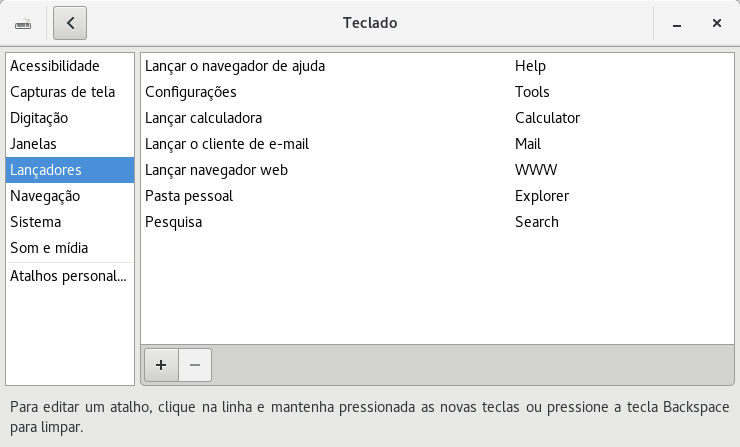 Teclado
Acessibilidade
Capturas de tela
Digitação
Janelas
Lançadores
Navegação
Sistema
Som e mídia
Atalhos personal...
Lançar o navegador de ajuda Help
Configurações Tools
Lançar calculadora Calculator
Lançar o cliente de e-mail Mail
Lançar navegador web WWW
Pasta pessoal Explorer
Pesquisa Search
Para editar um atalho, clique na linha e mantenha pressionada as novas teclas ou pressione a tecla Backspace
para limpar.